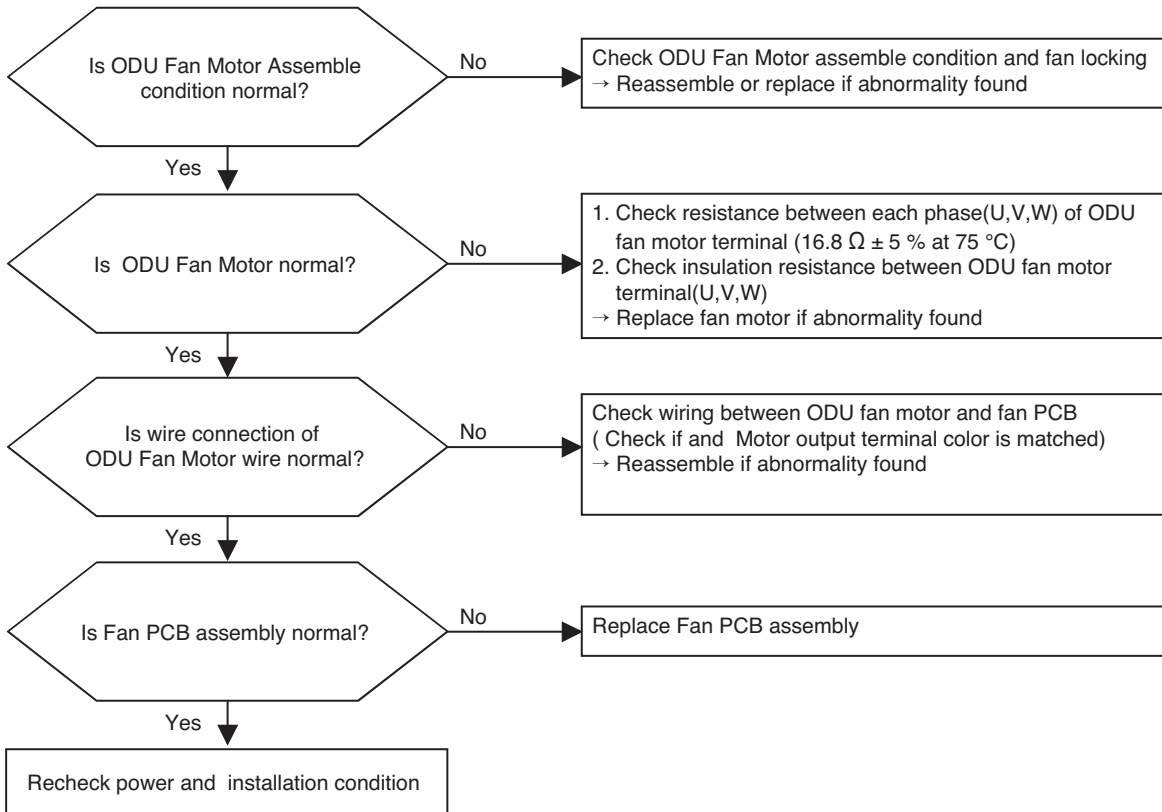 Is ODU Fan Motor Assemble
condition normal?
No
Check ODU Fan Motor assemble condition and fan locking
→ Reassemble or replace if abnormality found
Yes
Is ODU Fan Motor normal?
No
1. Check resistance between each phase(U,V,W) of ODU
fan motor terminal (16.8 Ω ± 5 % at 75 °C)
2. Check insulation resistance between ODU fan motor
terminal(U,V,W)
→ Replace fan motor if abnormality found
Yes
Is wire connection of
ODU Fan Motor wire normal?
No
Check wiring between ODU fan motor and fan PCB
( Check if and Motor output terminal color is matched)
→ Reassemble if abnormality found
Yes
Is Fan PCB assembly normal?
No
Replace Fan PCB assembly
Yes
Recheck power and installation condition